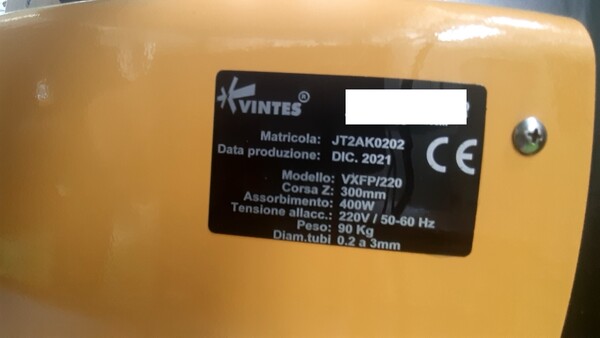 VINTES®
Matricola: JT2AK0202
Data produzione: DIC. 2021
CE
Modello: VXFP/220
Corsa Z: 300mm
Assorbimento: 400W
Tensione allacc.: 220V / 50-60 Hz
Peso: 90 Kg
Diam.tubi 0.2 a 3mm